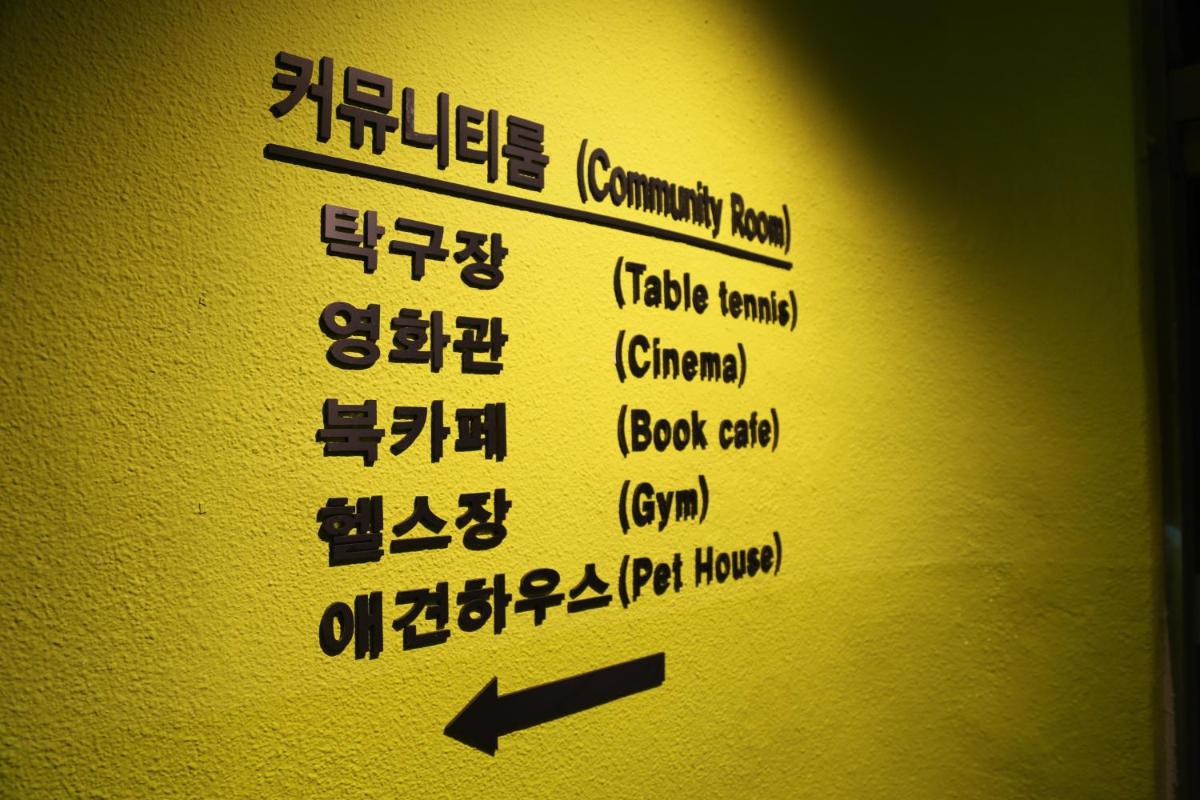 커뮤니티룸 (Community Room)
탁구장 (Table tennis)
영화관 (Cinema)
북카페 (Book cafe)
헬스장 (Gym)
애견하우스 (Pet House)